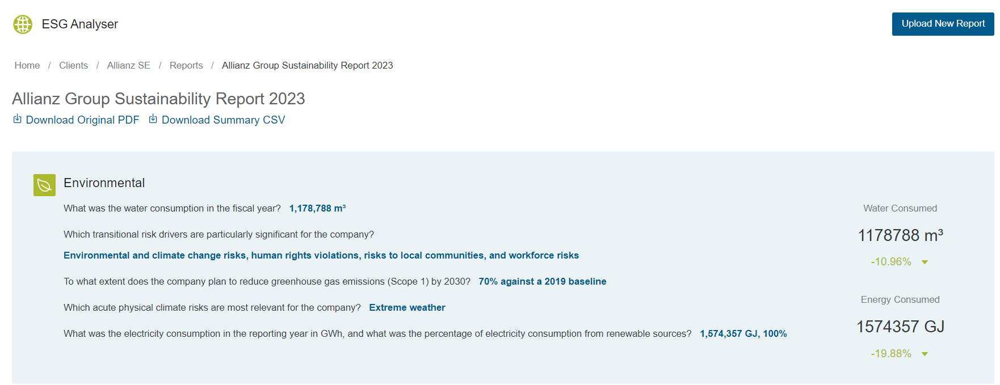 ESG Analyser
Upload New Report
Home / Clients / Allianz SE / Reports / Allianz Group Sustainability Report 2023
Allianz Group Sustainability Report 2023
Download Original PDF Download Summary CSV
Environmental
What was the water consumption in the fiscal year? 1,178,788 m³
Which transitional risk drivers are particularly significant for the company?
Environmental and climate change risks, human rights violations, risks to local communities, and workforce risks
To what extent does the company plan to reduce greenhouse gas emissions (Scope 1) by 2030? 70% against a 2019 baseline
Which acute physical climate risks are most relevant for the company? Extreme weather
What was the electricity consumption in the reporting year in GWh, and what was the percentage of electricity consumption from renewable sources? 1,574,357 GJ, 100%
Water Consumed
1178788 m³
-10.96%
Energy Consumed
1574357 GJ
-19.88%